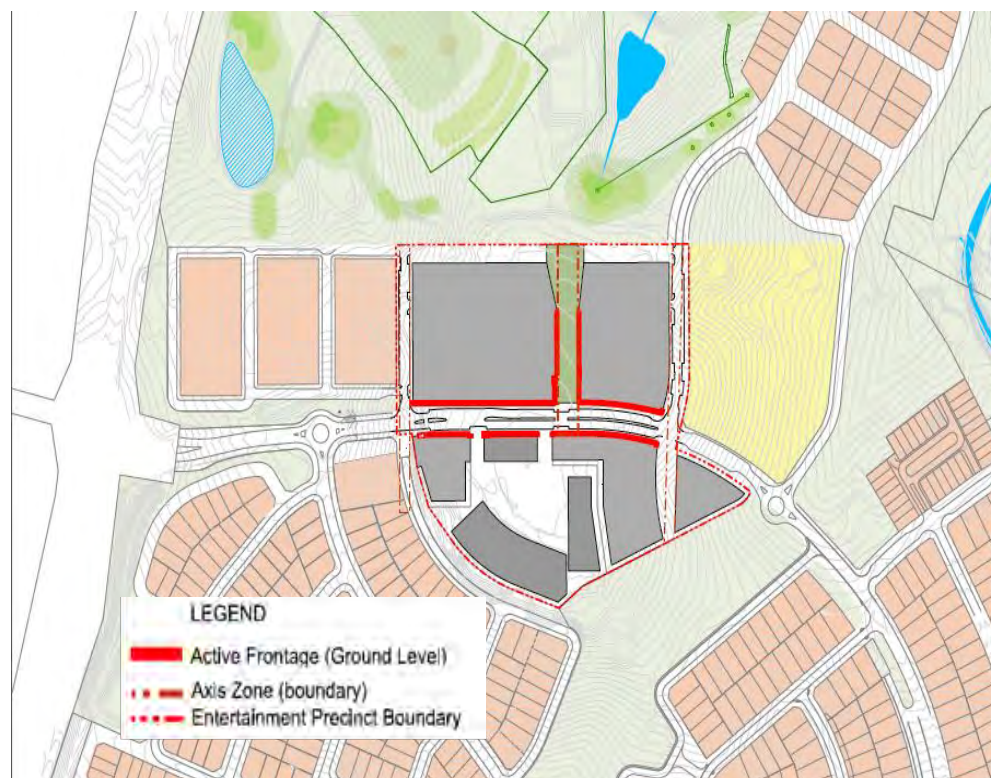 LEGEND
Active Frontage (Ground Level)
Axis Zone (boundary)
Entertainment Precinct Boundary